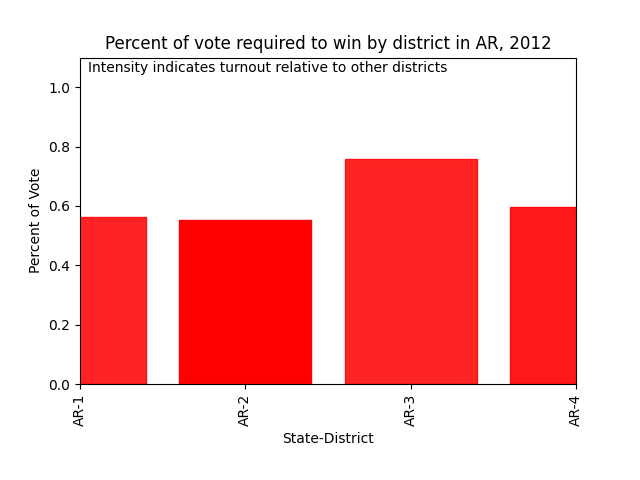 Percent of vote required to win by district in AR, 2012
Intensity indicates turnout relative to other districts
1.0
0.8
0.6
0.4
0.2
0.0
Percent of Vote
AR-1
AR-2
AR-3
AR-4
State-District